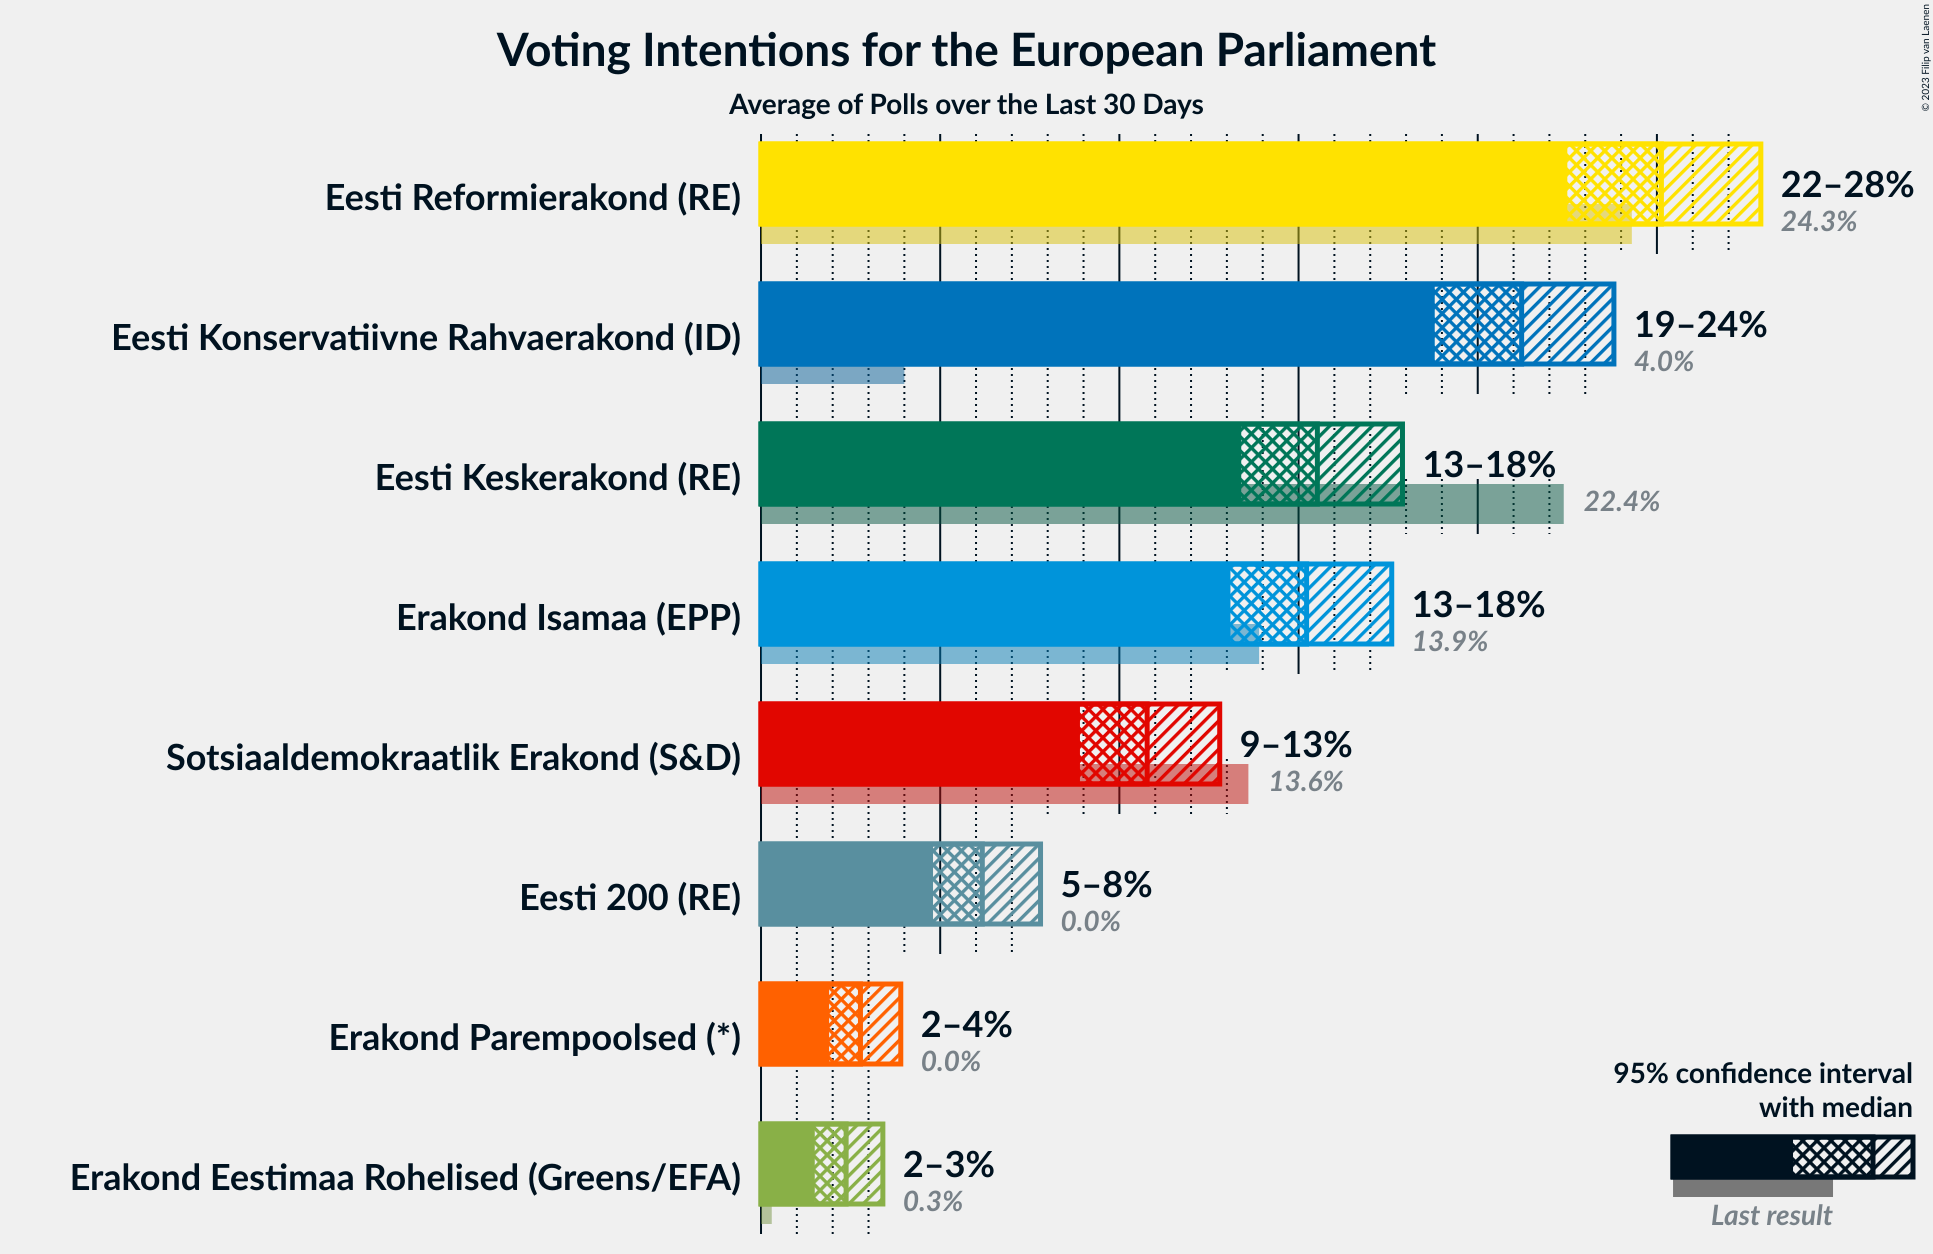 Voting Intentions for the European Parliament
Average of Polls over the Last 30 Days
© 2023 Filip van Laenen
Eesti Reformierakond (RE)
22–28%
24.3%
Eesti Konservatiivne Rahvaerakond (ID)
19–24%
4.0%
Eesti Keskerakond (RE)
13–18%
22.4%
Erakond Isamaa (EPP)
13–18%
13.9%
Sotsiaaldemokraatlik Erakond (S&D)
9–13%
13.6%
Eesti 200 (RE)
5–8%
0.0%
Erakond Parempoolsed (*)
2–4%
0.0%
Erakond Eestimaa Rohelised (Greens/EFA)
2–3%
0.3%
95% confidence interval
with median
Last result